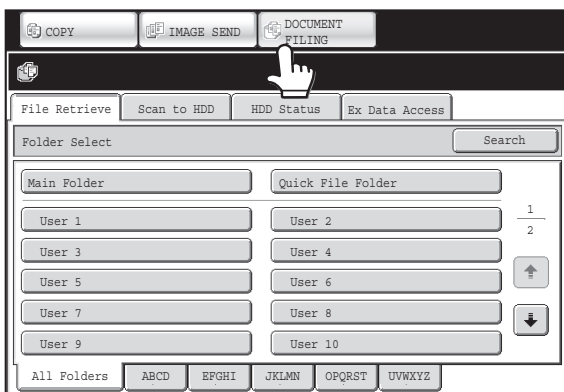 COPY
IMAGE SEND
DOCUMENT
FILING
File Retrieve
Scan to HDD
HDD Status
Ex Data Access
Folder Select
Search
Main Folder
Quick File Folder
User 1
User 2
1
2
User 3
User 4
User 5
User 6
User 7
User 8
User 9
User 10
All Folders
ABCD
EFGHI
JKLMN
OPQRST
UVWXYZ